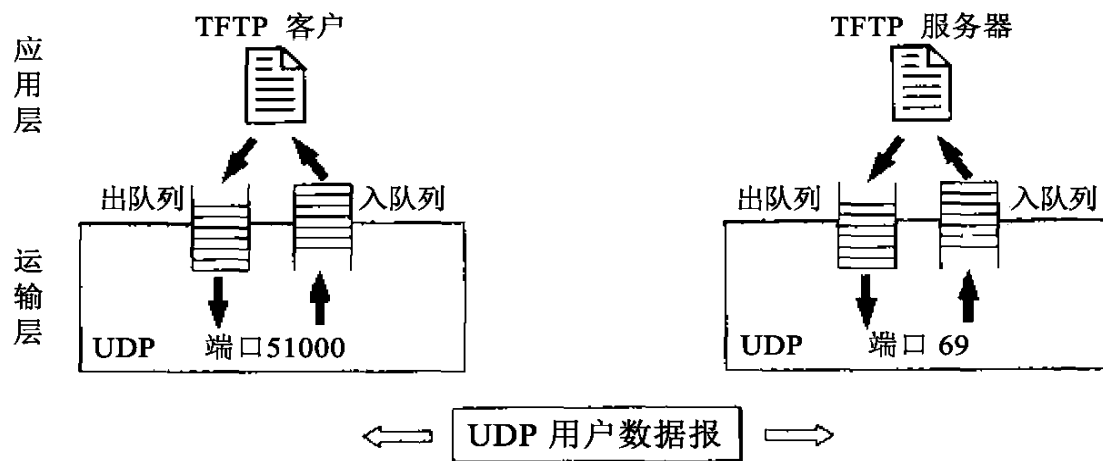 TFTP 客户
TFTP 服务器
应用层
出队列
入队列
出队列
入队列
运输层
UDP 端口51000
UDP 端口 69
UDP 用户数据报